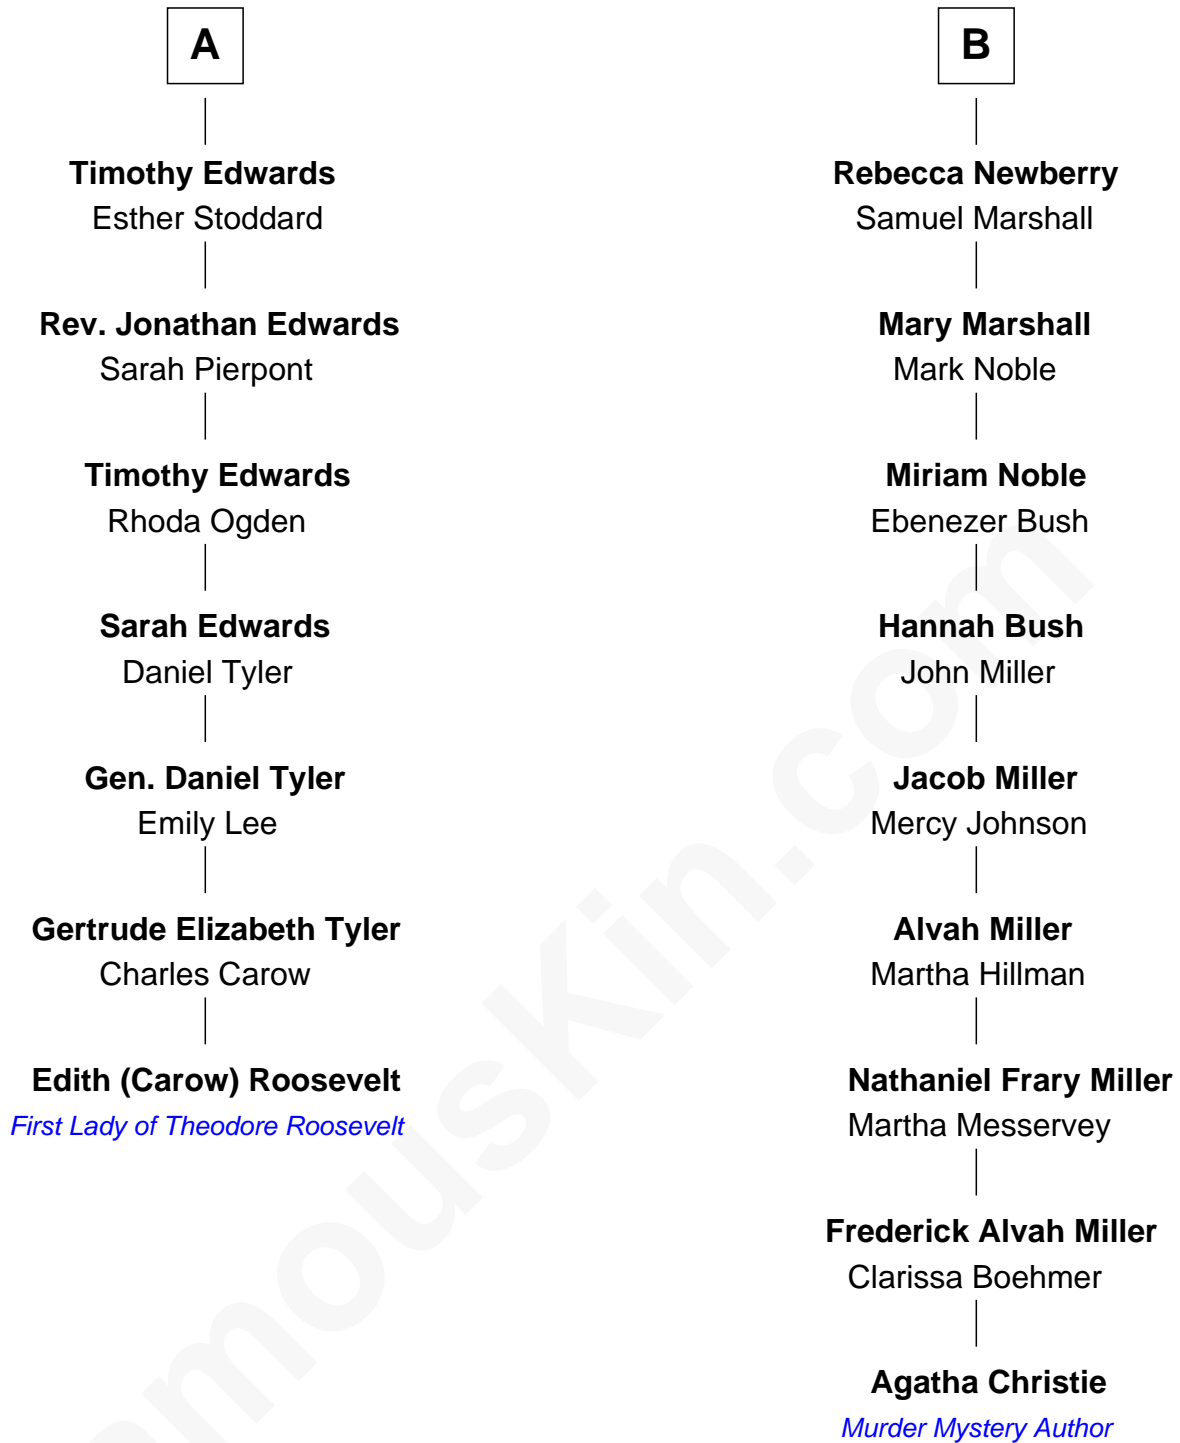 A
Timothy Edwards
Esther Stoddard
Rev. Jonathan Edwards
Sarah Pierpont
Timothy Edwards
Rhoda Ogden
Sarah Edwards
Daniel Tyler
Gen. Daniel Tyler
Emily Lee
Gertrude Elizabeth Tyler
Charles Carow
Edith (Carow) Roosevelt
First Lady of Theodore Roosevelt
B
Rebecca Newberry
Samuel Marshall
Mary Marshall
Mark Noble
Miriam Noble
Ebenezer Bush
Hannah Bush
John Miller
Jacob Miller
Mercy Johnson
Alvah Miller
Martha Hillman
Nathaniel Frary Miller
Martha Messervey
Frederick Alvah Miller
Clarissa Boehmer
Agatha Christie
Murder Mystery Author
amousKin.com